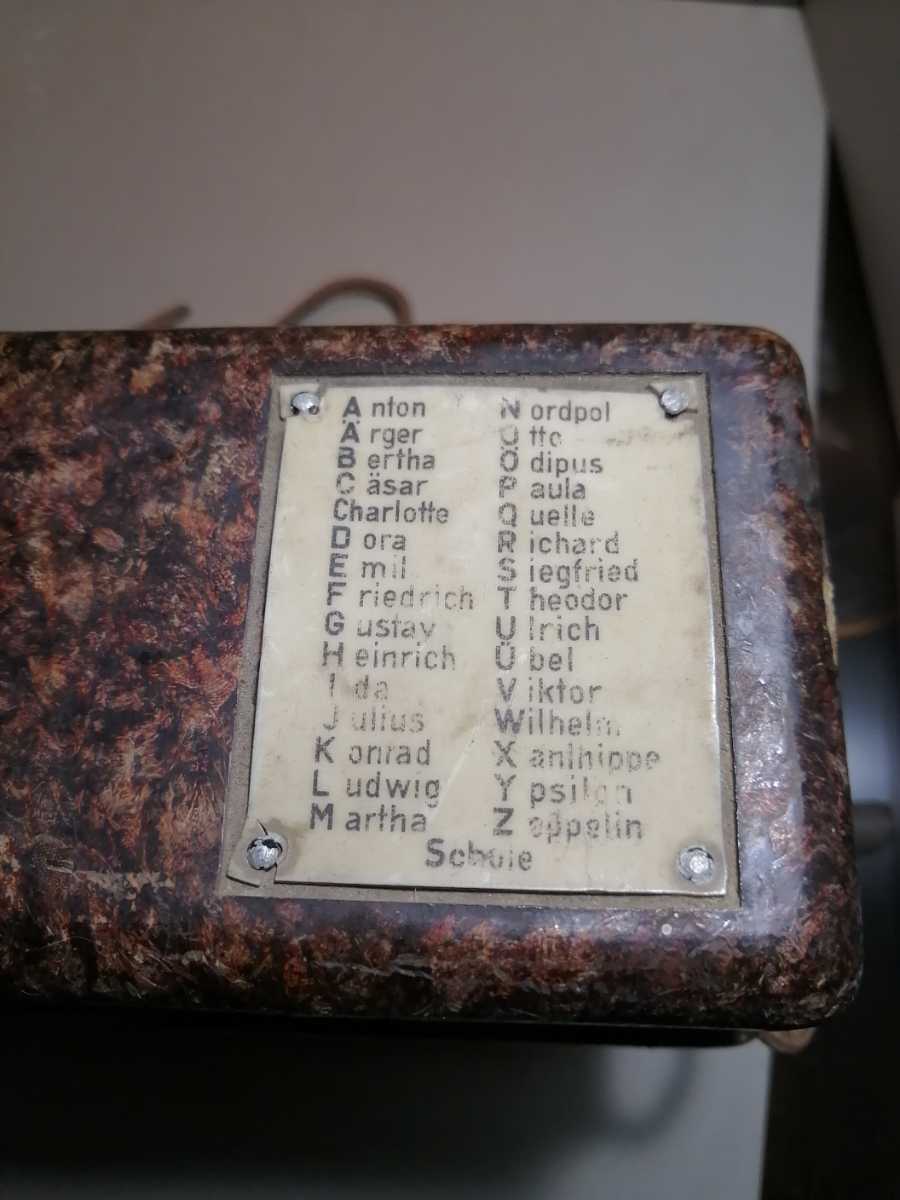 Anton
Ärger
Bertha
Cäsar
Charlotte
Dora
Emil
Friedrich
Gustav
Heinrich
Ida
Julius
Konrad
Ludwig
Martha
Nordpol
Otto
Ödipus
Paula
Quelle
Richard
Siegfried
Theodor
Ulrich
Übel
Viktor
Wilhelm
Xanthippe
Ypsilon
Zeppelin
Schule